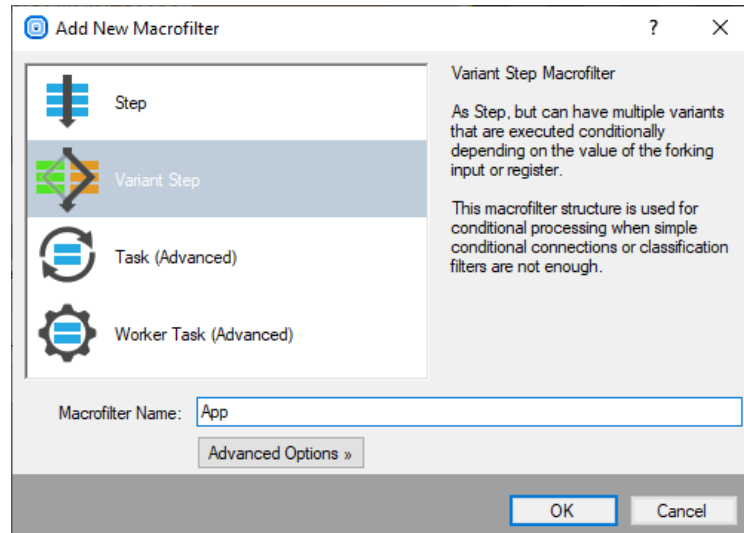 Add New Macrofilter
?
Step
Variant Step
Task (Advanced)
Worker Task (Advanced)
Variant Step Macrofilter
As Step, but can have multiple variants
that are executed conditionally
depending on the value of the forking
input or register.
This macrofilter structure is used for
conditional processing when simple
conditional connections or classification
filters are not enough.
Macrofilter Name: App
Advanced Options »
OK Cancel